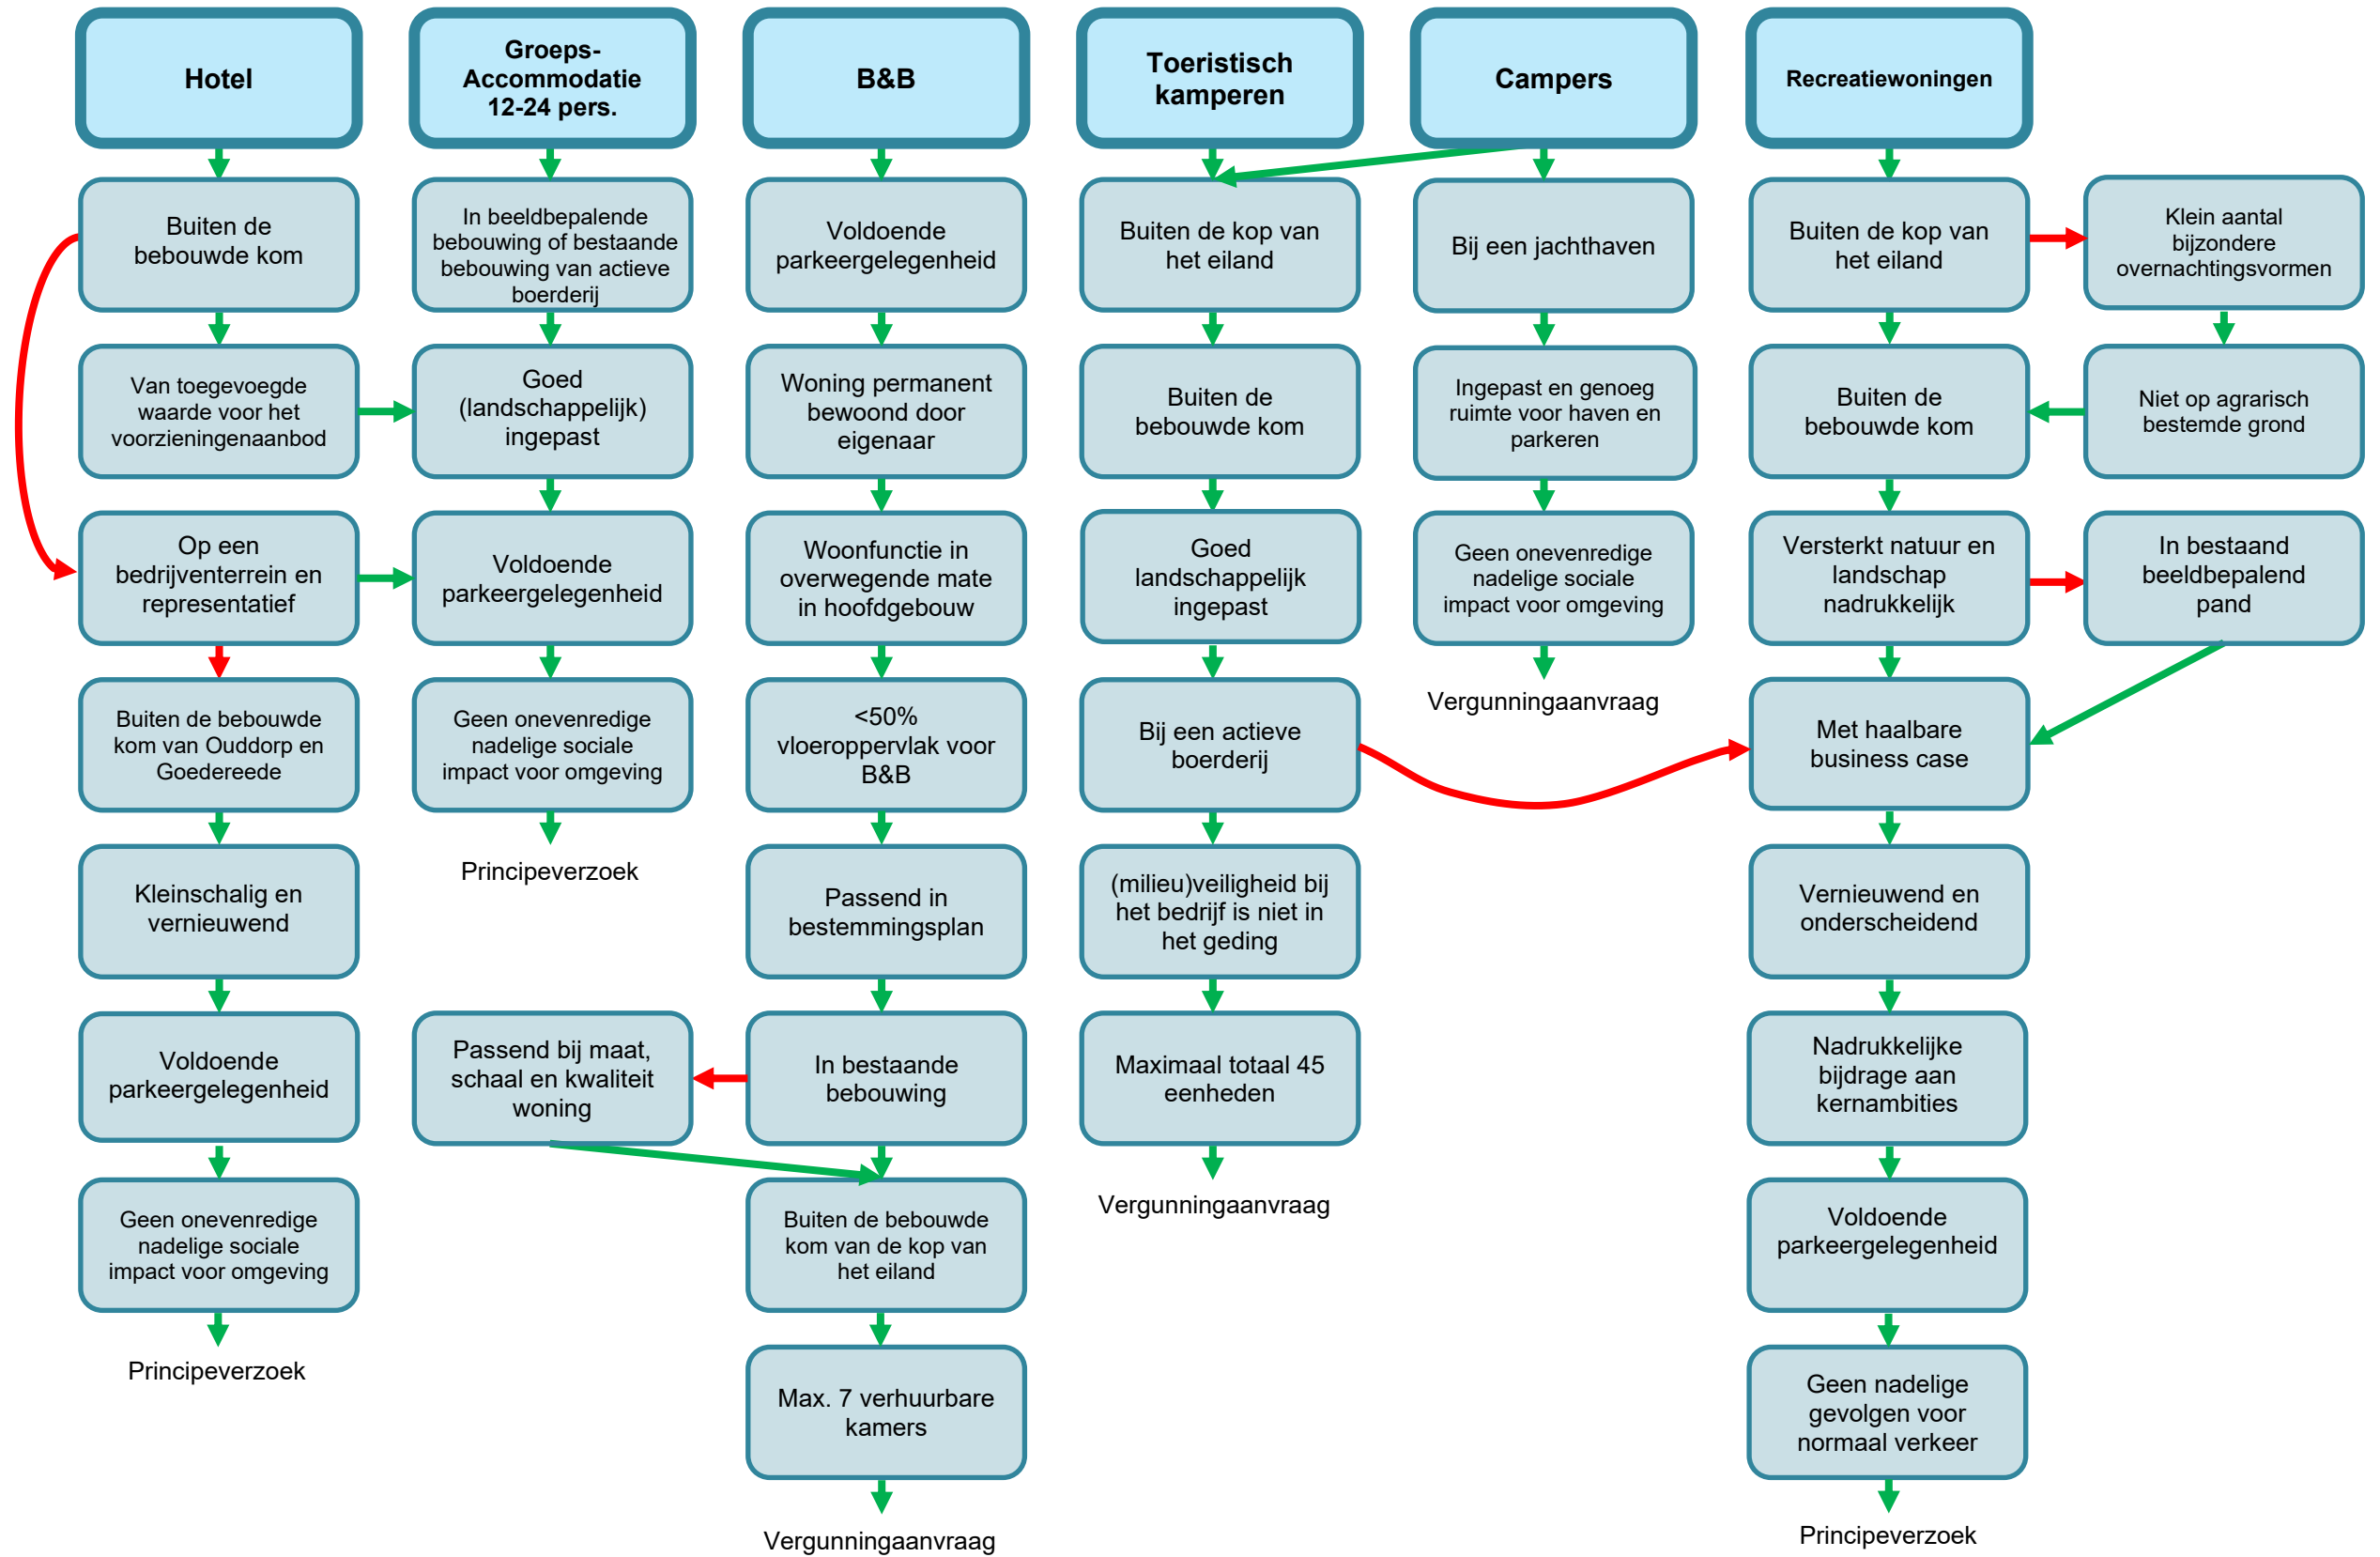 Hotel
Groeps-
Accommodatie
12-24 pers.
B&B
Toeristisch
kamperen
Campers
Recreatiewoningen
Buiten de
bebouwde kom
In beeldbepalende
bebouwing of bestaande
bebouwing van actieve
boerderij
Voldoende
parkeergelegenheid
Buiten de kop van
het eiland
Bij een jachthaven
Buiten de kop van
het eiland
Klein aantal
bijzondere
overnachtingsvormen
Van toegevoegde
waarde voor het
voorzieningenaanbod
Goed
(landschappelijk)
ingepast
Woning permanent
bewoond door
eigenaar
Buiten de
bebouwde kom
Ingepast en genoeg
ruimte voor haven en
parkeren
Buiten de
bebouwde kom
Niet op agrarisch
bestemde grond
Op een
bedrijventerrein en
representatief
Voldoende
parkeergelegenheid
Woonfunctie in
overwegende mate
in hoofdgebouw
Goed
landschappelijk
ingepast
Geen onevenredige
nadelige sociale
impact voor omgeving
Versterkt natuur en
landschap
nadrukkelijk
In bestaand
beeldbepalend
pand
Buiten de bebouwde
kom van Ouddorp en
Goedereede
Geen onevenredige
nadelige sociale
impact voor omgeving
<50%
vloeroppervlak voor
B&B
Bij een actieve
boerderij
Vergunningaanvraag
Met haalbare
business case
Kleinschalig en
vernieuwend
Principeverzoek
Passend in
bestemmingsplan
(milieu)veiligheid bij
het bedrijf is niet in
het geding
Vernieuwend en
onderscheidend
Voldoende
parkeergelegenheid
Passend bij maat,
schaal en kwaliteit
woning
In bestaande
bebouwing
Maximaal totaal 45
eenheden
Nadrukkelijke
bijdrage aan
kernambities
Geen onevenredige
nadelige sociale
impact voor omgeving
Buiten de bebouwde
kom van de kop van
het eiland
Vergunningaanvraag
Voldoende
parkeergelegenheid
Principeverzoek
Max. 7 verhuurbare
kamers
Geen nadelige
gevolgen voor
normaal verkeer
Vergunningaanvraag
Principeverzoek